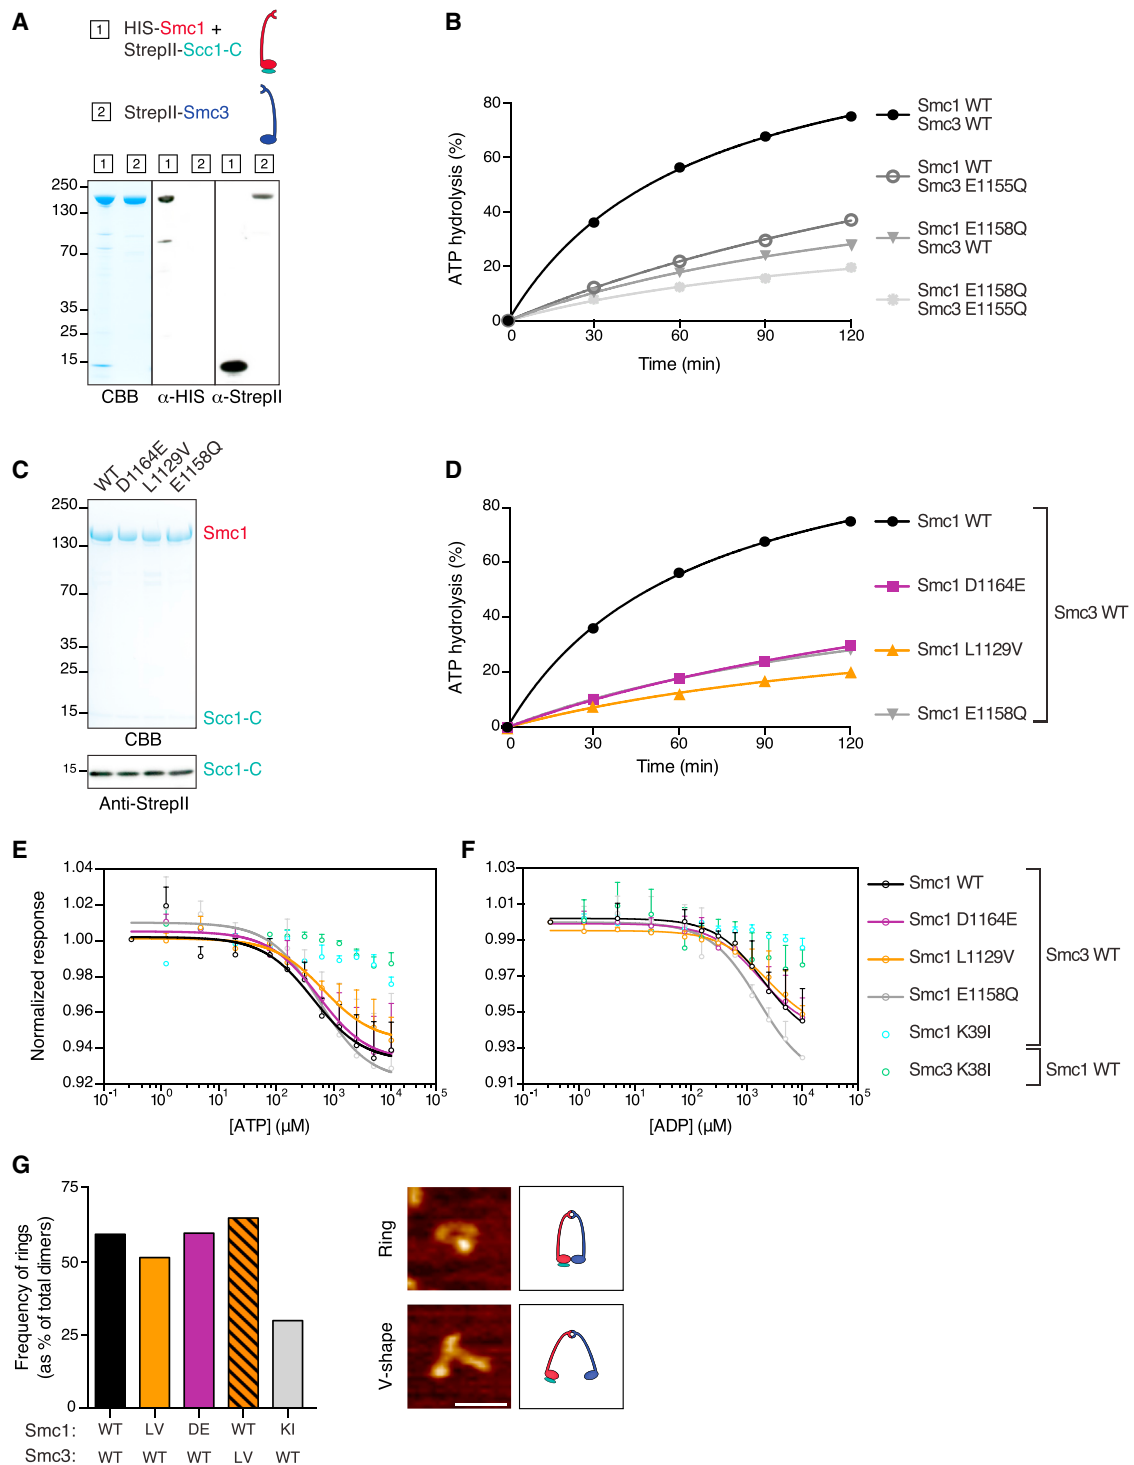 A
1
HIS-Smc1 +
StrepII-Scc1-C
2
StrepII-Smc3
1 2 1 2 1 2
250
130
70
35
25
15
CBB α-HIS α-StrepII
B
ATP hydrolysis (%)
80
60
40
20
0
0 30 60 90 120
Time (min)
Smc1 WT
Smc3 WT
Smc1 WT
Smc3 E1155Q
Smc1 E1158Q
Smc3 WT
Smc1 E1158Q
Smc3 E1155Q
C
WT D1164E L1129V E1158Q
250
130
70
35
25
15
Smc1
Scc1-C
CBB
15
Scc1-C
Anti-StrepII
D
ATP hydrolysis (%)
80
60
40
20
0
0 30 60 90 120
Time (min)
Smc1 WT
Smc1 D1164E
Smc1 L1129V
Smc1 E1158Q
Smc3 WT
E
Normalized response
1.04
1.02
1.00
0.98
0.96
0.94
0.92
10-1 100 101 102 103 104 105
[ATP] (µM)
F
1.03
1.01
0.99
0.97
0.95
0.93
0.91
10-1 100 101 102 103 104 105
[ADP] (µM)
Smc1 WT
Smc1 D1164E
Smc1 L1129V
Smc1 E1158Q
Smc1 K39I
Smc3 K38I
Smc3 WT
Smc1 WT
G
Frequency of rings
(as % of total dimers)
75
50
25
0
Smc1: WT LV DE WT KI
Smc3: WT WT WT LV WT
Ring
V-shape